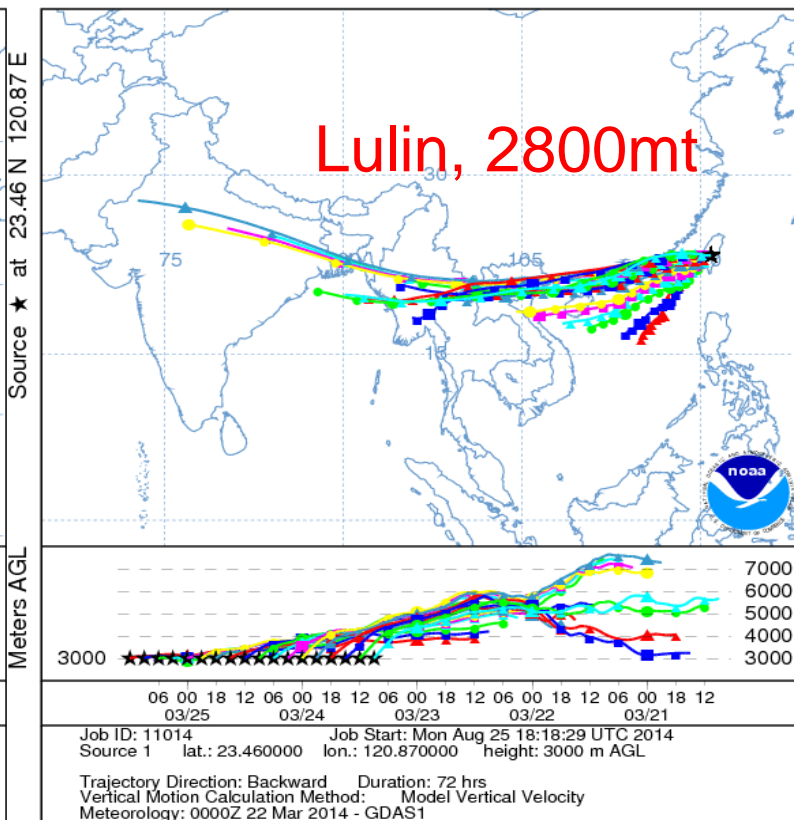 Source ★ at 23.46 N 120.87 E
Lulin, 2800mt
30
75
105
15
noaa
Meters AGL
7000
6000
5000
4000
3000
3000
06 00 18 12 06 00 18 12 06 00 18 12 06 00 18 12 06 00 18 12
03/25 03/24 03/23 03/22 03/21
Job ID: 11014 Job Start: Mon Aug 25 18:18:29 UTC 2014
Source 1 lat.: 23.460000 lon.: 120.870000 height: 3000 m AGL
Trajectory Direction: Backward Duration: 72 hrs
Vertical Motion Calculation Method: Model Vertical Velocity
Meteorology: 0000Z 22 Mar 2014 - GDAS1